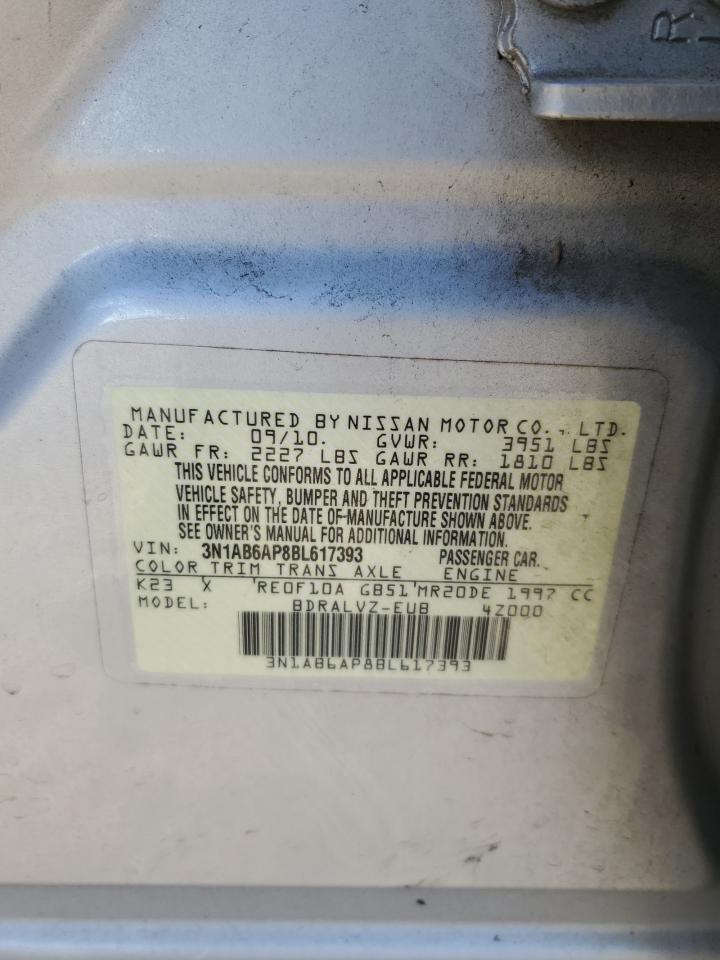 R
MANUFACTURED BY NISSAN MOTOR CO., LTD.
DATE: 09/10. GVWR: 3951 LBS
GAWR FR: 2227 LBS GAWR RR: 1810 LBS
THIS VEHICLE CONFORMS TO ALL APPLICABLE FEDERAL MOTOR
VEHICLE SAFETY, BUMPER AND THEFT PREVENTION STANDARDS
IN EFFECT ON THE DATE OF MANUFACTURE SHOWN ABOVE.
SEE OWNER'S MANUAL FOR ADDITIONAL INFORMATION.
VIN: 3N1AB6AP8BL617393 PASSENGER CAR.
COLOR TRIM TRANS AXLE ENGINE
K23 X RE0F10A GB51 MR20DE 1997 CC
MODEL: BDRALVZ-EUB 4Z000
3N1AB6AP8BL617393